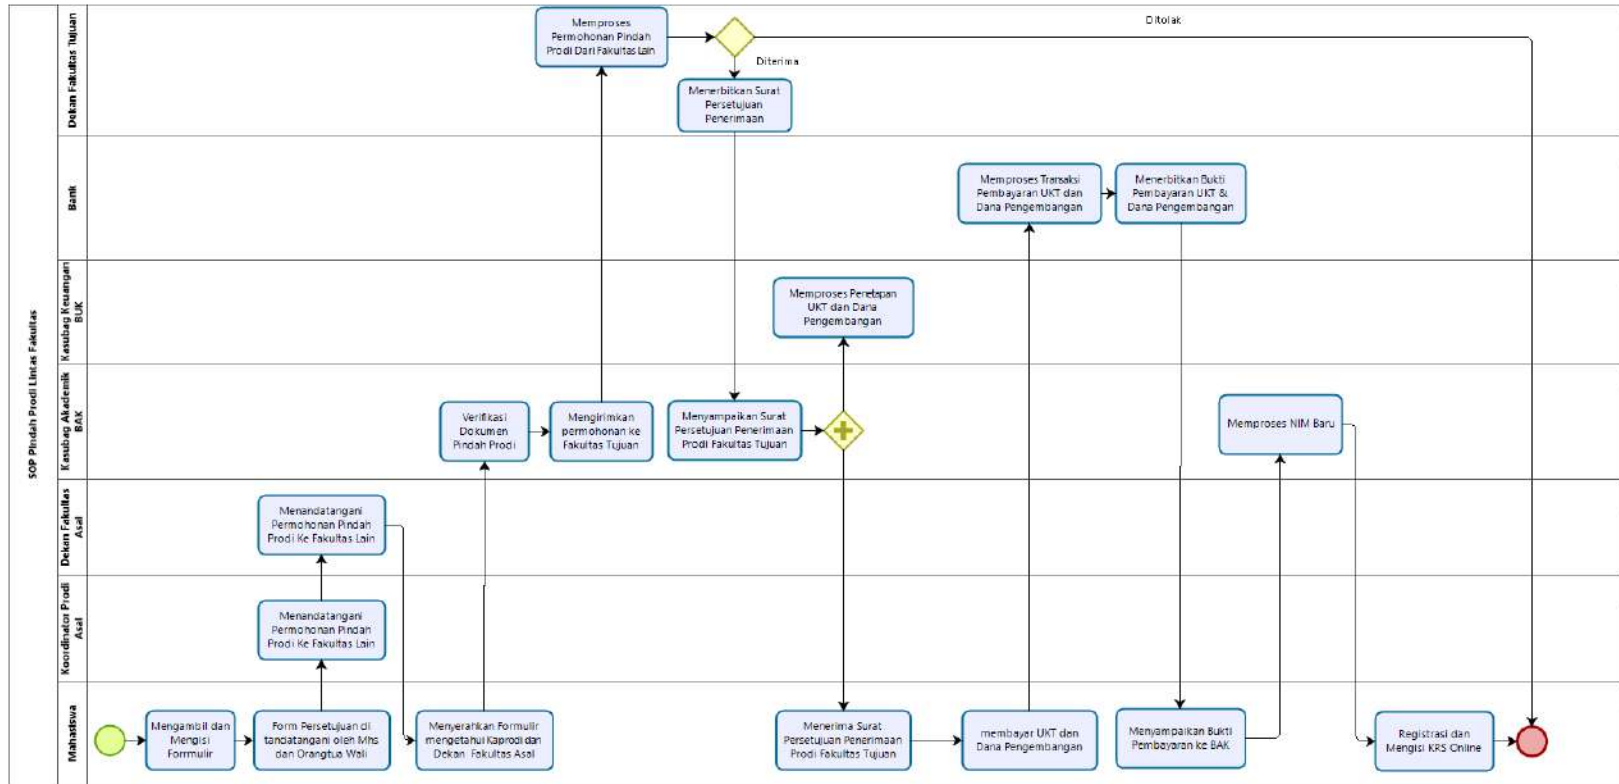 SOP Pindah Prodi Lintas Fakultas
Dekan Fakultas Tujuan
Memproses
Permohonan Pindah
Prodi Dari Fakultas Lain
Ditolak
Diterima
Menerbitkan Surat
Persetujuan
Penerimaan
Bank
Memproses Transaksi
Pembayaran UKT dan
Dana Pengembangan
Menerbitkan Bukti
Pembayaran UKT &
Dana Pengembangan
Kasubag Keuangan
BUK
Memproses Penetapan
UKT dan Dana
Pengembangan
Kasubag Akademik
BAK
Verifikasi
Dokumen
Pindah Prodi
Mengirimkan
permohonan ke
Fakultas Tujuan
Menyampaikan Surat
Persetujuan Penerimaan
Prodi Fakultas Tujuan
Memproses NIM Baru
Dekan Fakultas
Asal
Menandatangani
Permohonan Pindah
Prodi Ke Fakultas Lain
Koordinator Prodi
Asal
Menandatangani
Permohonan Pindah
Prodi Ke Fakultas Lain
Mahasiswa
Mengambil dan
Mengisi
Forrmulir
Form Persetujuan di
tandatangani oleh Mhs
dan Orangtua Wali
Menyerahkan Formulir
mengetahui Kaprodi dan
Dekan Fakultas Asal
Menerima Surat
Persetujuan Penerimaan
Prodi Fakultas Tujuan
membayar UKT dan
Dana Pengembangan
Menyampaikan Bukti
Pembayaran ke BAK
Registrasi dan
Mengisi KRS Online